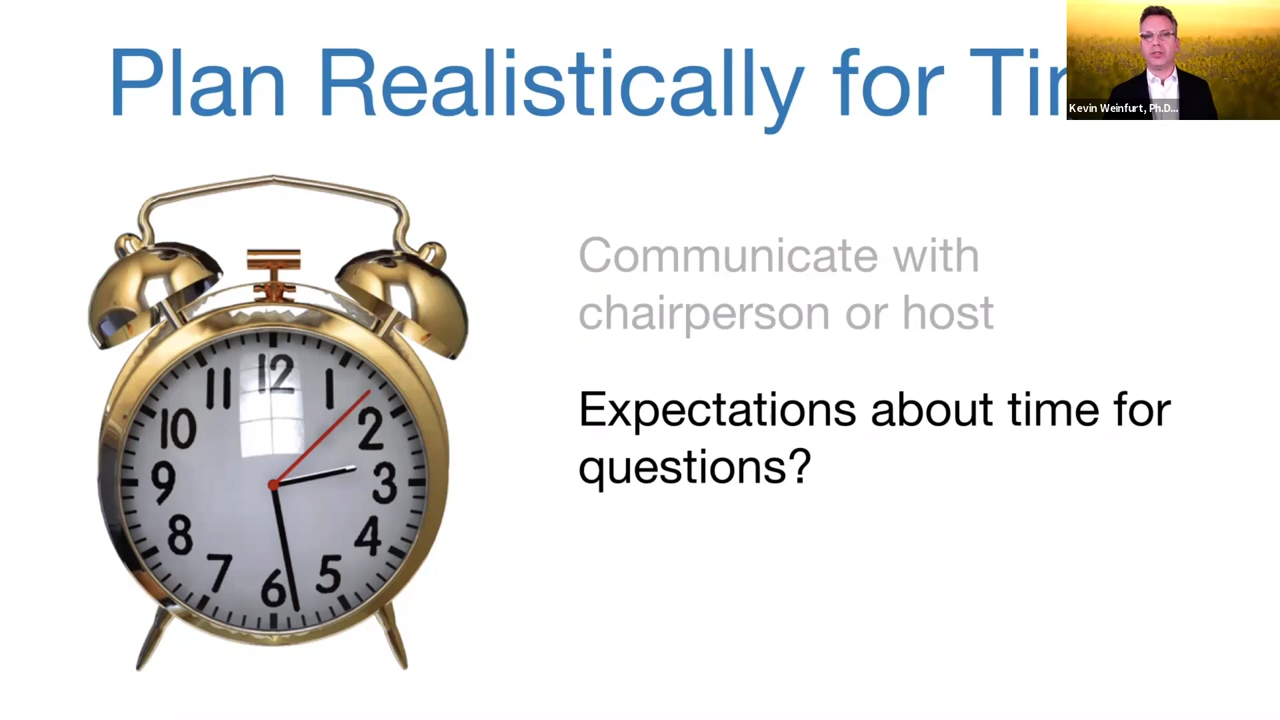 Plan Realistically for
Kevin Weinfurt, Ph.D...
Communicate with
chairperson or host
Expectations about time for
questions?
12
11
1
10
2
9
3
8
4
7
5
6